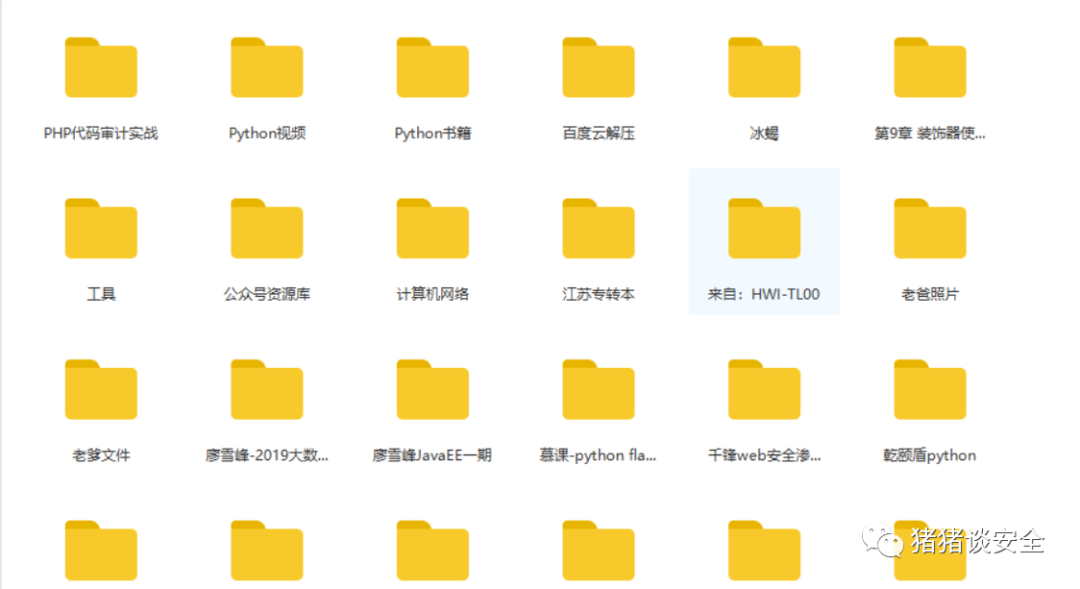 PHP代码审计实战
Python视频
Python书籍
百度云解压
冰蝎
第9章 装饰器使...
工具
公众号资源库
计算机网络
江苏专转本
来自：HWI-TL00
老爸照片
老爹文件
廖雪峰-2019大数...
廖雪峰JavaEE一期
慕课-python fla...
千锋web安全渗...
乾颐盾python
猪猪谈安全